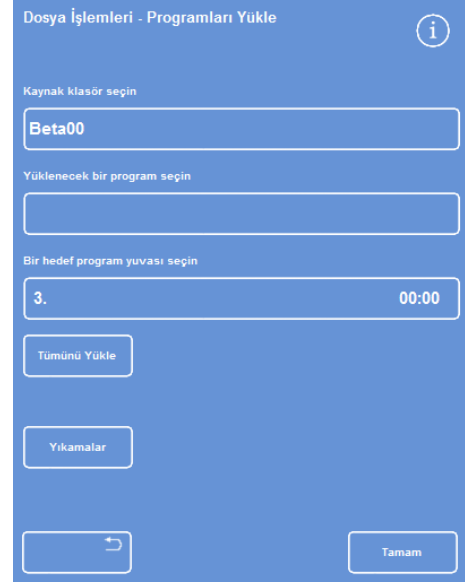 Dosya İşlemleri - Programları Yükle
i
Kaynak klasör seçin
Beta00
Yüklenecek bir program seçin
Bir hedef program yuvası seçin
3. 00:00
Tümünü Yükle
Yıkamalar
Tamam